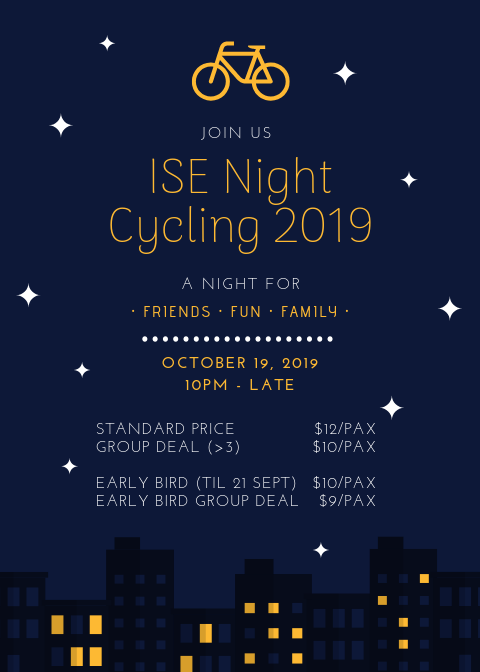 JOIN US
ISE Night
Cycling 2019
A NIGHT FOR
· FRIENDS · FUN · FAMILY ·
OCTOBER 19, 2019
10PM - LATE
STANDARD PRICE $12/PAX
GROUP DEAL (>3) $10/PAX
EARLY BIRD (TIL 21 SEPT) $10/PAX
EARLY BIRD GROUP DEAL $9/PAX